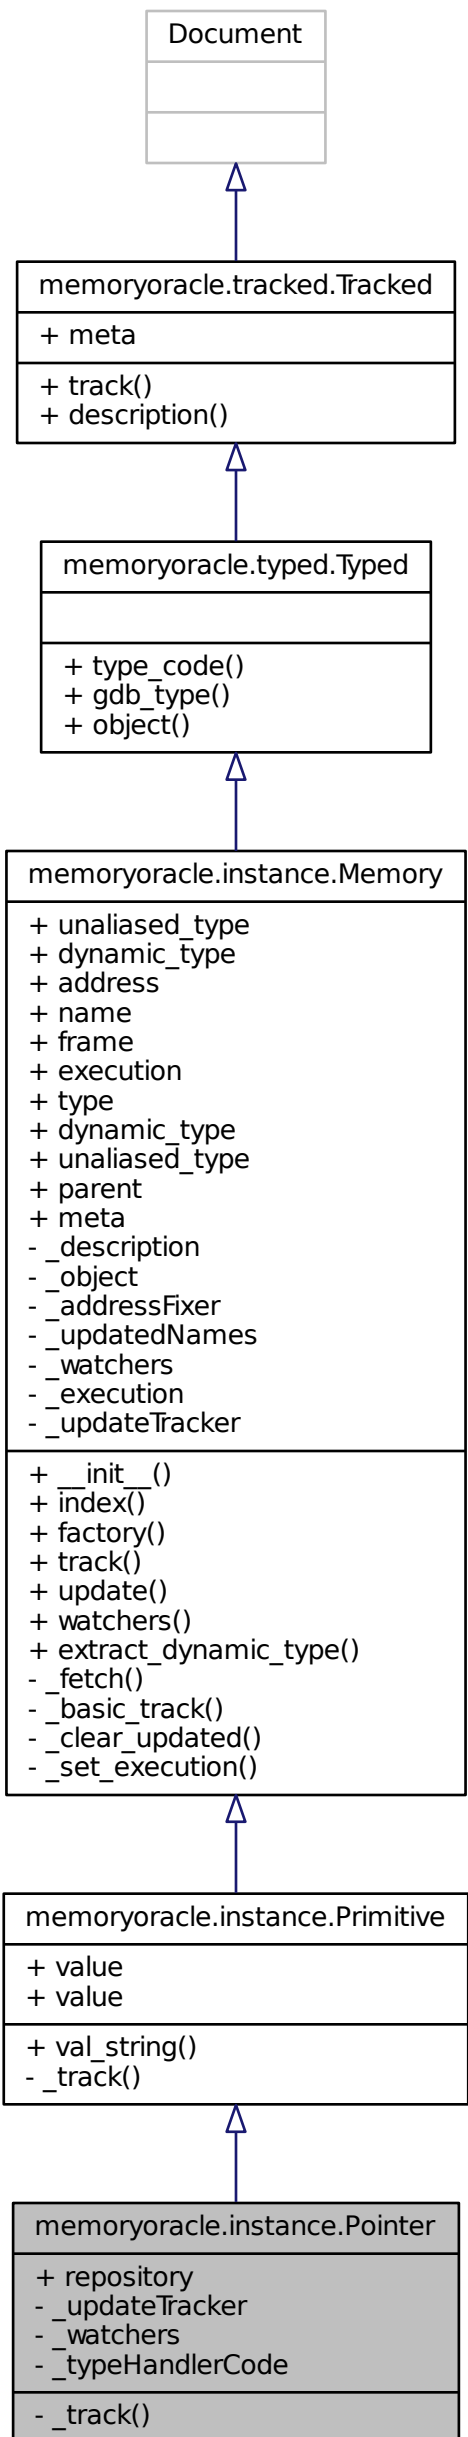 Document
memoryoracle.tracked.Tracked
+ meta
+ track()
+ description()
memoryoracle.typed.Typed
+ type_code()
+ gdb_type()
+ object()
memoryoracle.instance.Memory
+ unaliased_type
+ dynamic_type
+ address
+ name
+ frame
+ execution
+ type
+ dynamic_type
+ unaliased_type
+ parent
+ meta
- _description
- _object
- _addressFixer
- _updatedNames
- _watchers
- _execution
- _updateTracker
+ __init__()
+ index()
+ factory()
+ track()
+ update()
+ watchers()
+ extract_dynamic_type()
- _fetch()
- _basic_track()
- _clear_updated()
- _set_execution()
memoryoracle.instance.Primitive
+ value
+ value
+ val_string()
- _track()
memoryoracle.instance.Pointer
+ repository
- _updateTracker
- _watchers
- _typeHandlerCode
- _track()